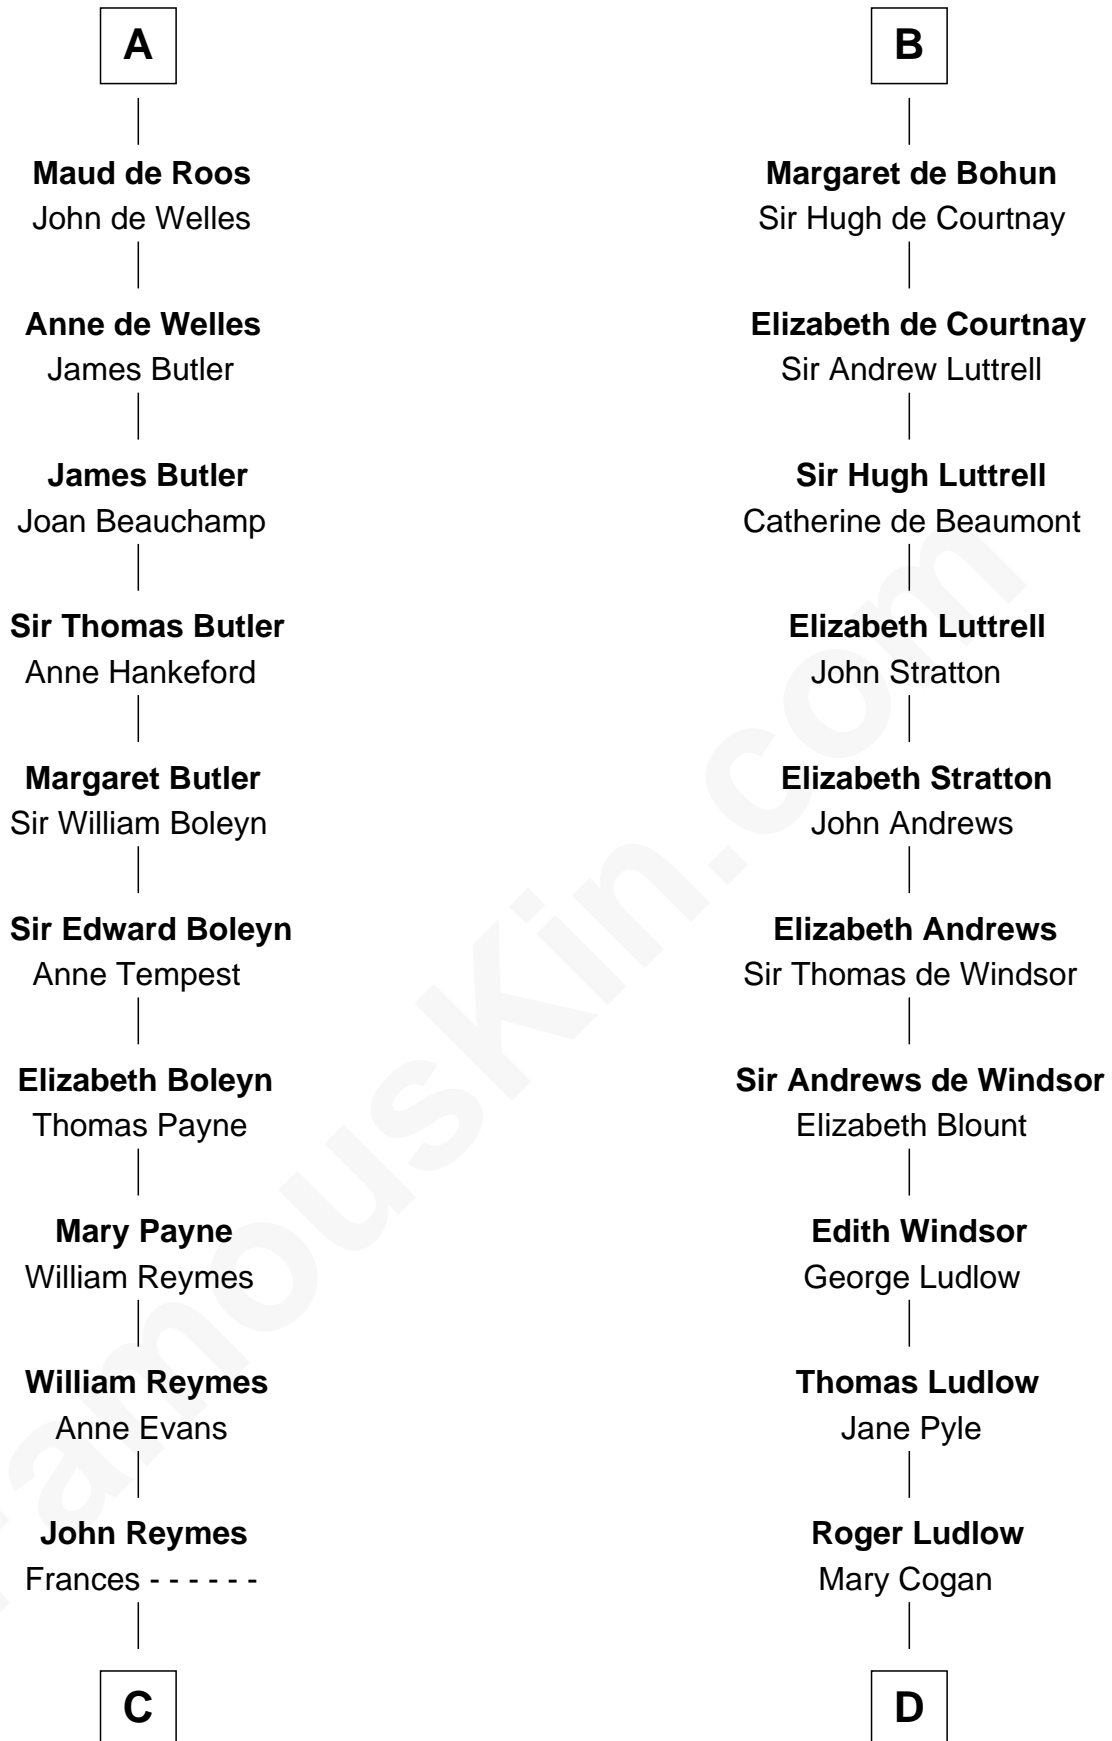 A
Maud de Roos
John de Welles
Anne de Welles
James Butler
James Butler
Joan Beauchamp
Sir Thomas Butler
Anne Hankeford
Margaret Butler
Sir William Boleyn
Sir Edward Boleyn
Anne Tempest
Elizabeth Boleyn
Thomas Payne
Mary Payne
William Reymes
William Reymes
Anne Evans
John Reymes
Frances - - - - - -
C
B
Margaret de Bohun
Sir Hugh de Courtnay
Elizabeth de Courtnay
Sir Andrew Luttrell
Sir Hugh Luttrell
Catherine de Beaumont
Elizabeth Luttrell
John Stratton
Elizabeth Stratton
John Andrews
Elizabeth Andrews
Sir Thomas de Windsor
Sir Andrews de Windsor
Elizabeth Blount
Edith Windsor
George Ludlow
Thomas Ludlow
Jane Pyle
Roger Ludlow
Mary Cogan
D
FamousKin.com